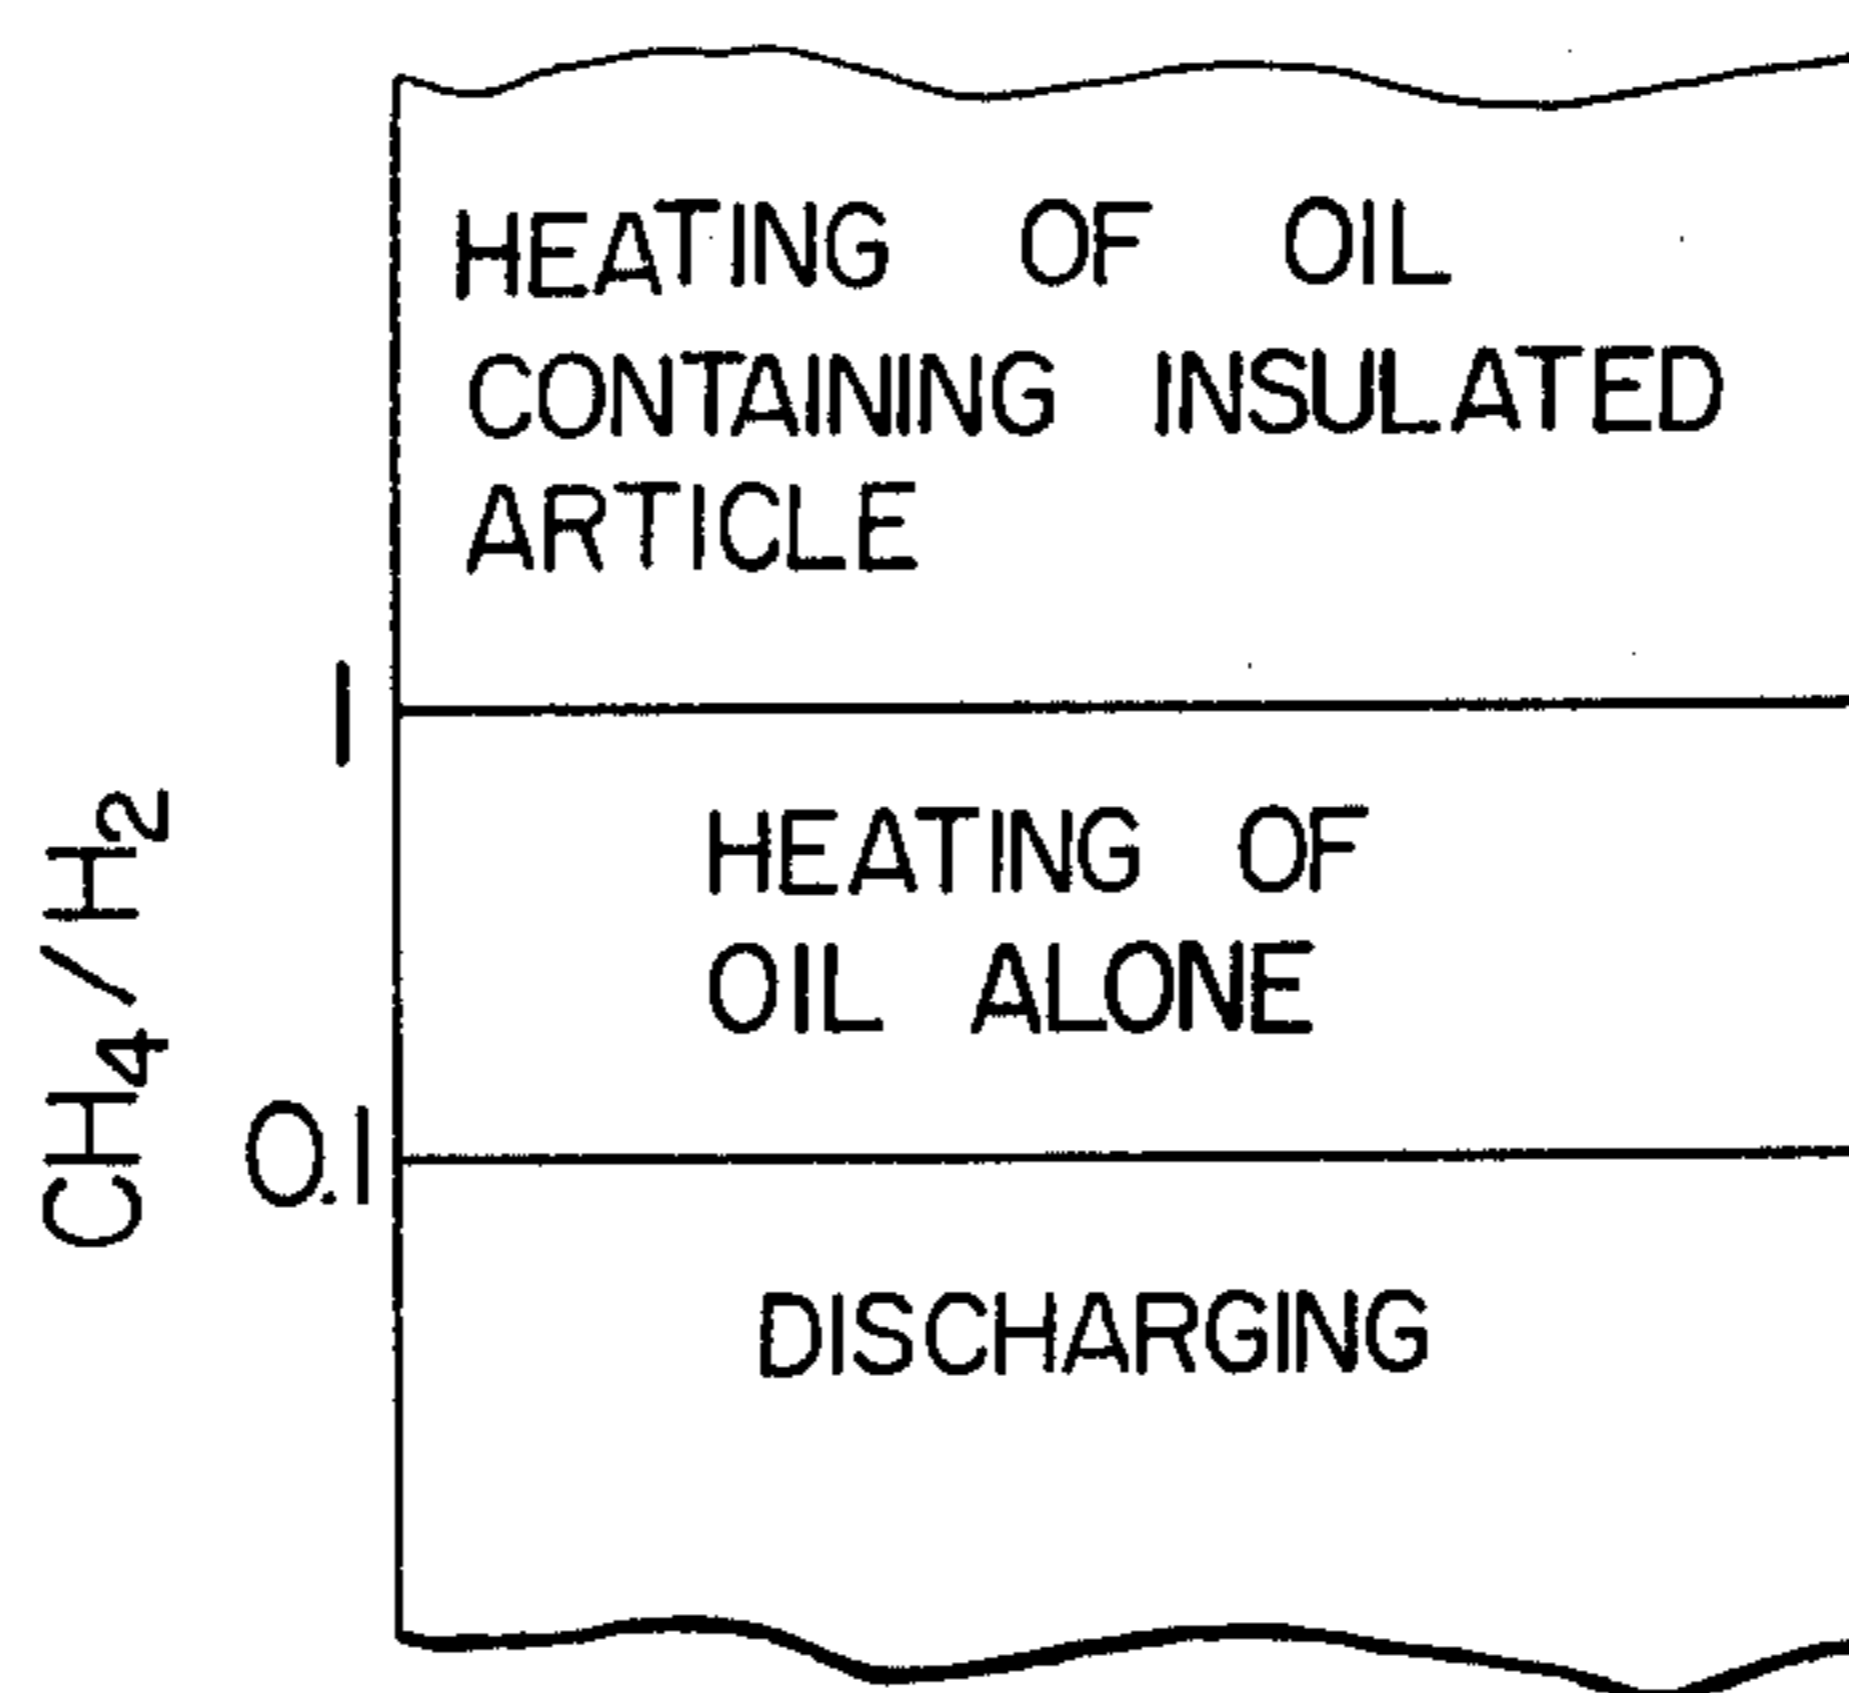 HEATING OF OIL
CONTAINING INSULATED
ARTICLE
1
HEATING OF
OIL ALONE
CH4/H2
0.1
DISCHARGING